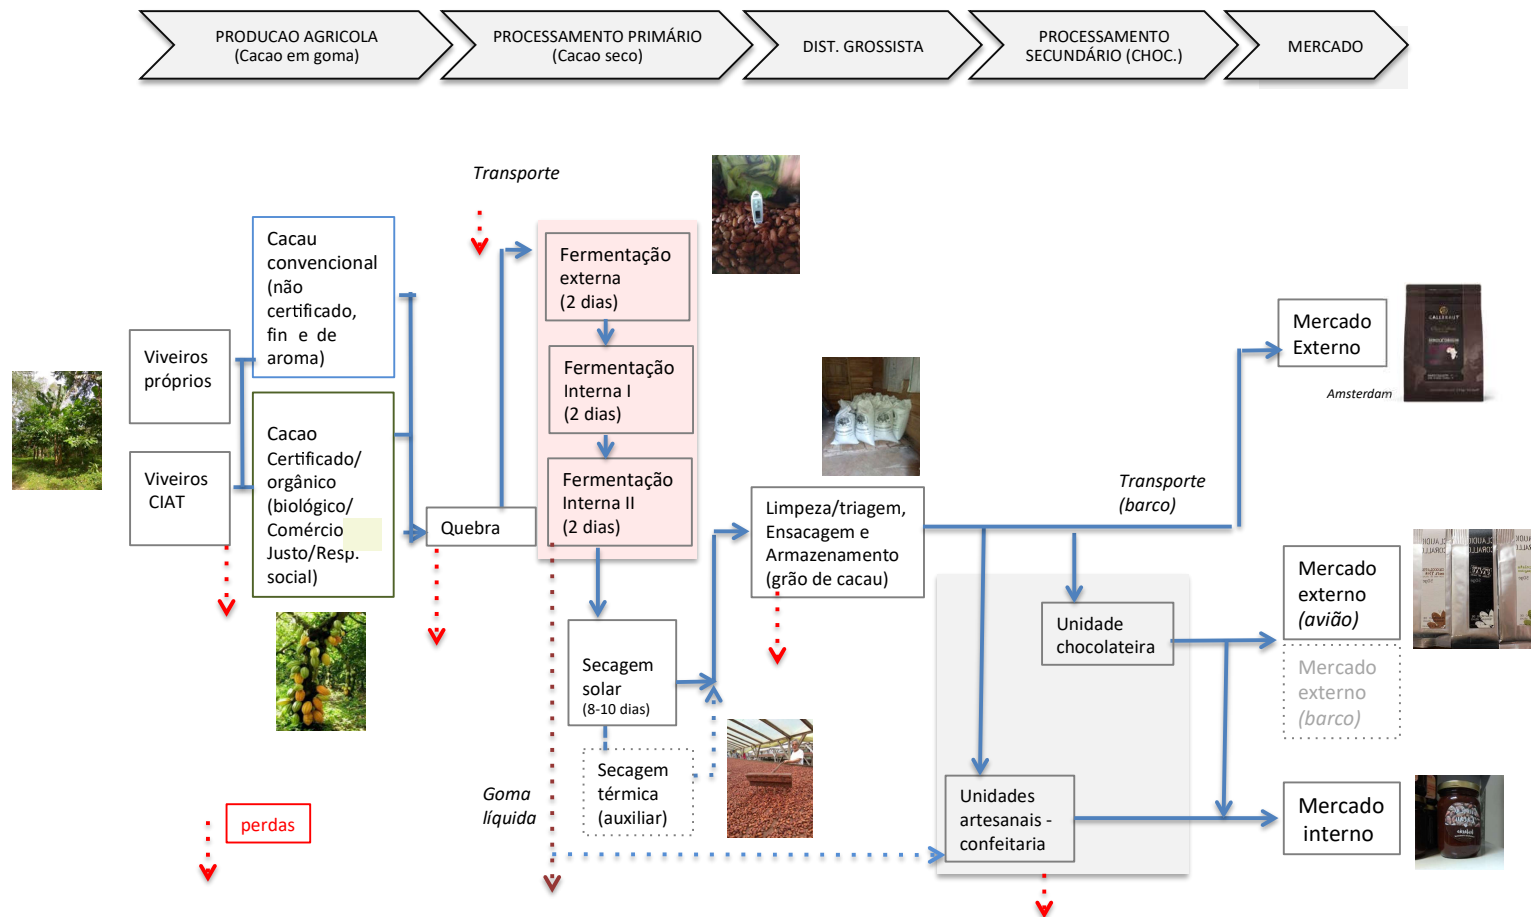 PRODUCAO AGRICOLA
(Cacao em goma)
PROCESSAMENTO PRIMÁRIO
(Cacao seco)
DIST. GROSSISTA
PROCESSAMENTO
SECUNDÁRIO (CHOC.)
MERCADO
Transporte
Cacau
convencional
(não
certificado,
fin e de
aroma)
Viveiros
próprios
Cacao
Certificado/
orgânico
(biológico/
Comércio
Justo/Resp.
social)
Viveiros
CIAT
Quebra
Fermentação
externa
(2 dias)
Fermentação
Interna I
(2 dias)
Fermentação
Interna II
(2 dias)
Secagem
solar
(8-10 dias)
Secagem
térmica
(auxiliar)
Goma
líquida
perdas
Limpeza/triagem,
Ensacagem e
Armazenamento
(grão de cacau)
Transporte
(barco)
Unidade
chocolateira
Unidades
artesanais -
confeitaria
Mercado
Externo
CALLEBAUT
Amsterdam
Mercado
externo
(avião)
Mercado
externo
(barco)
Mercado
interno